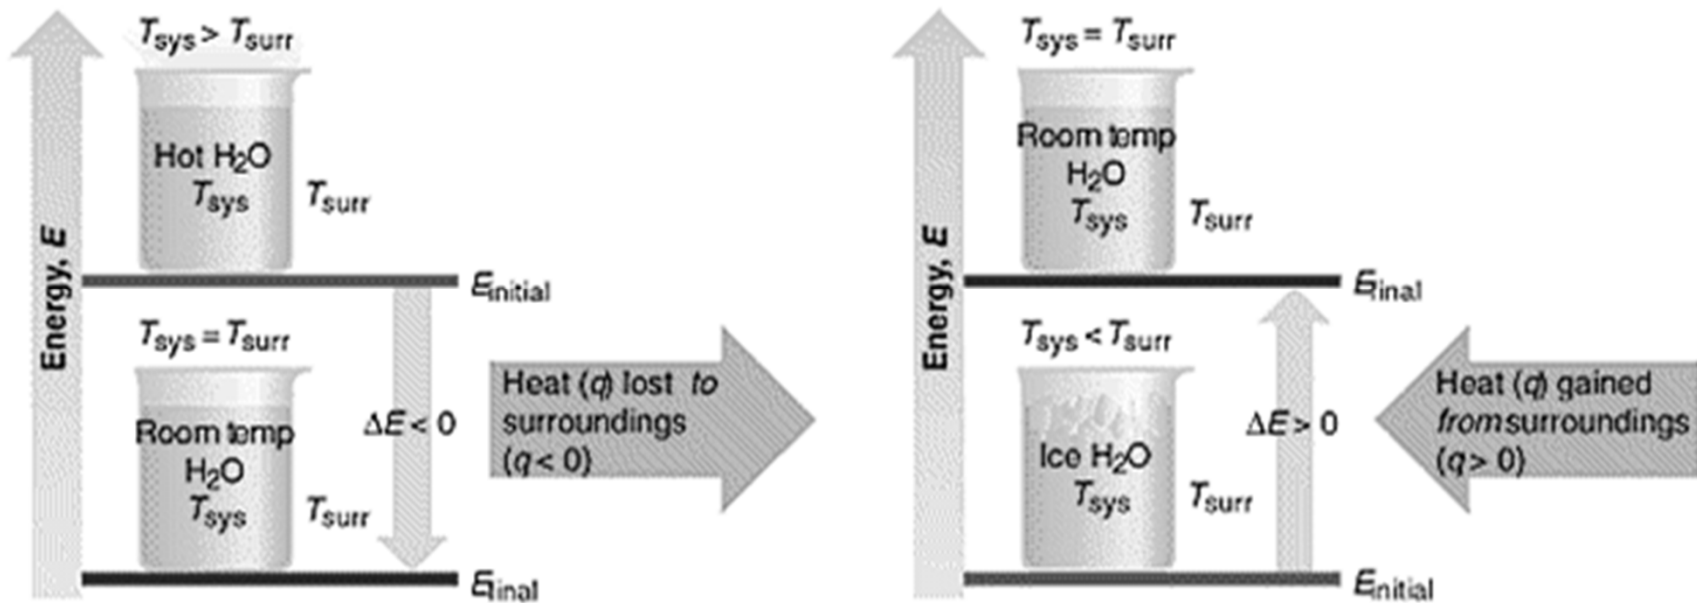 Tsys > Tsurr
Hot H2O
Tsys
Tsurr
Energy, E
Einitial
Tsys = Tsurr
Room temp
H2O
Tsys
Tsurr
ΔE < 0
Efinal
Heat (q) lost to
surroundings
(q < 0)
Tsys = Tsurr
Room temp
H2O
Tsys
Tsurr
Energy, E
Efinal
Tsys < Tsurr
Ice H2O
Tsys
Tsurr
ΔE > 0
Einitial
Heat (q) gained
from surroundings
(q > 0)